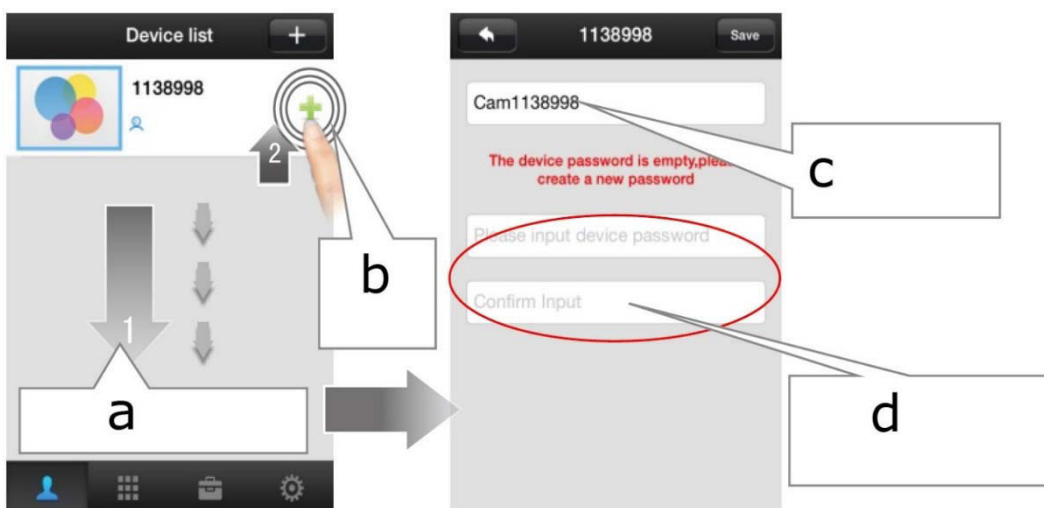 Device list
+
1138998
2
1
a
b
1138998
Save
Cam1138998
The device password is empty,plea
create a new password
Please input device password
Confirm Input
c
d